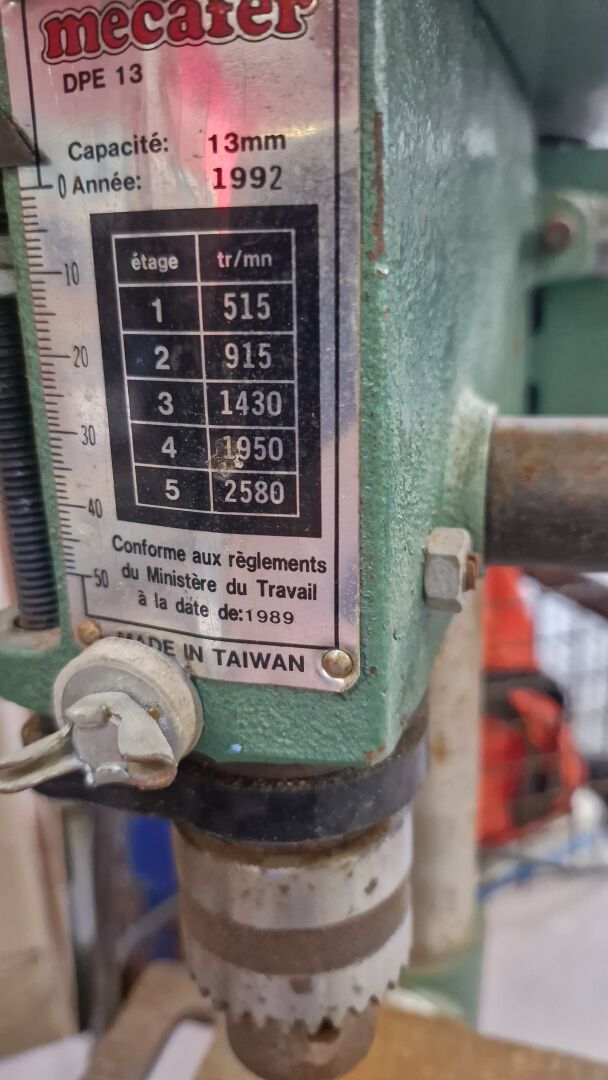 mecafer
DPE 13
Capacité: 13mm
Année: 1992
étage tr/mn
1 515
2 915
3 1430
4 1950
5 2580
Conforme aux règlements
du Ministère du Travail
à la date de:1989
MADE IN TAIWAN
0
10
20
30
40
50